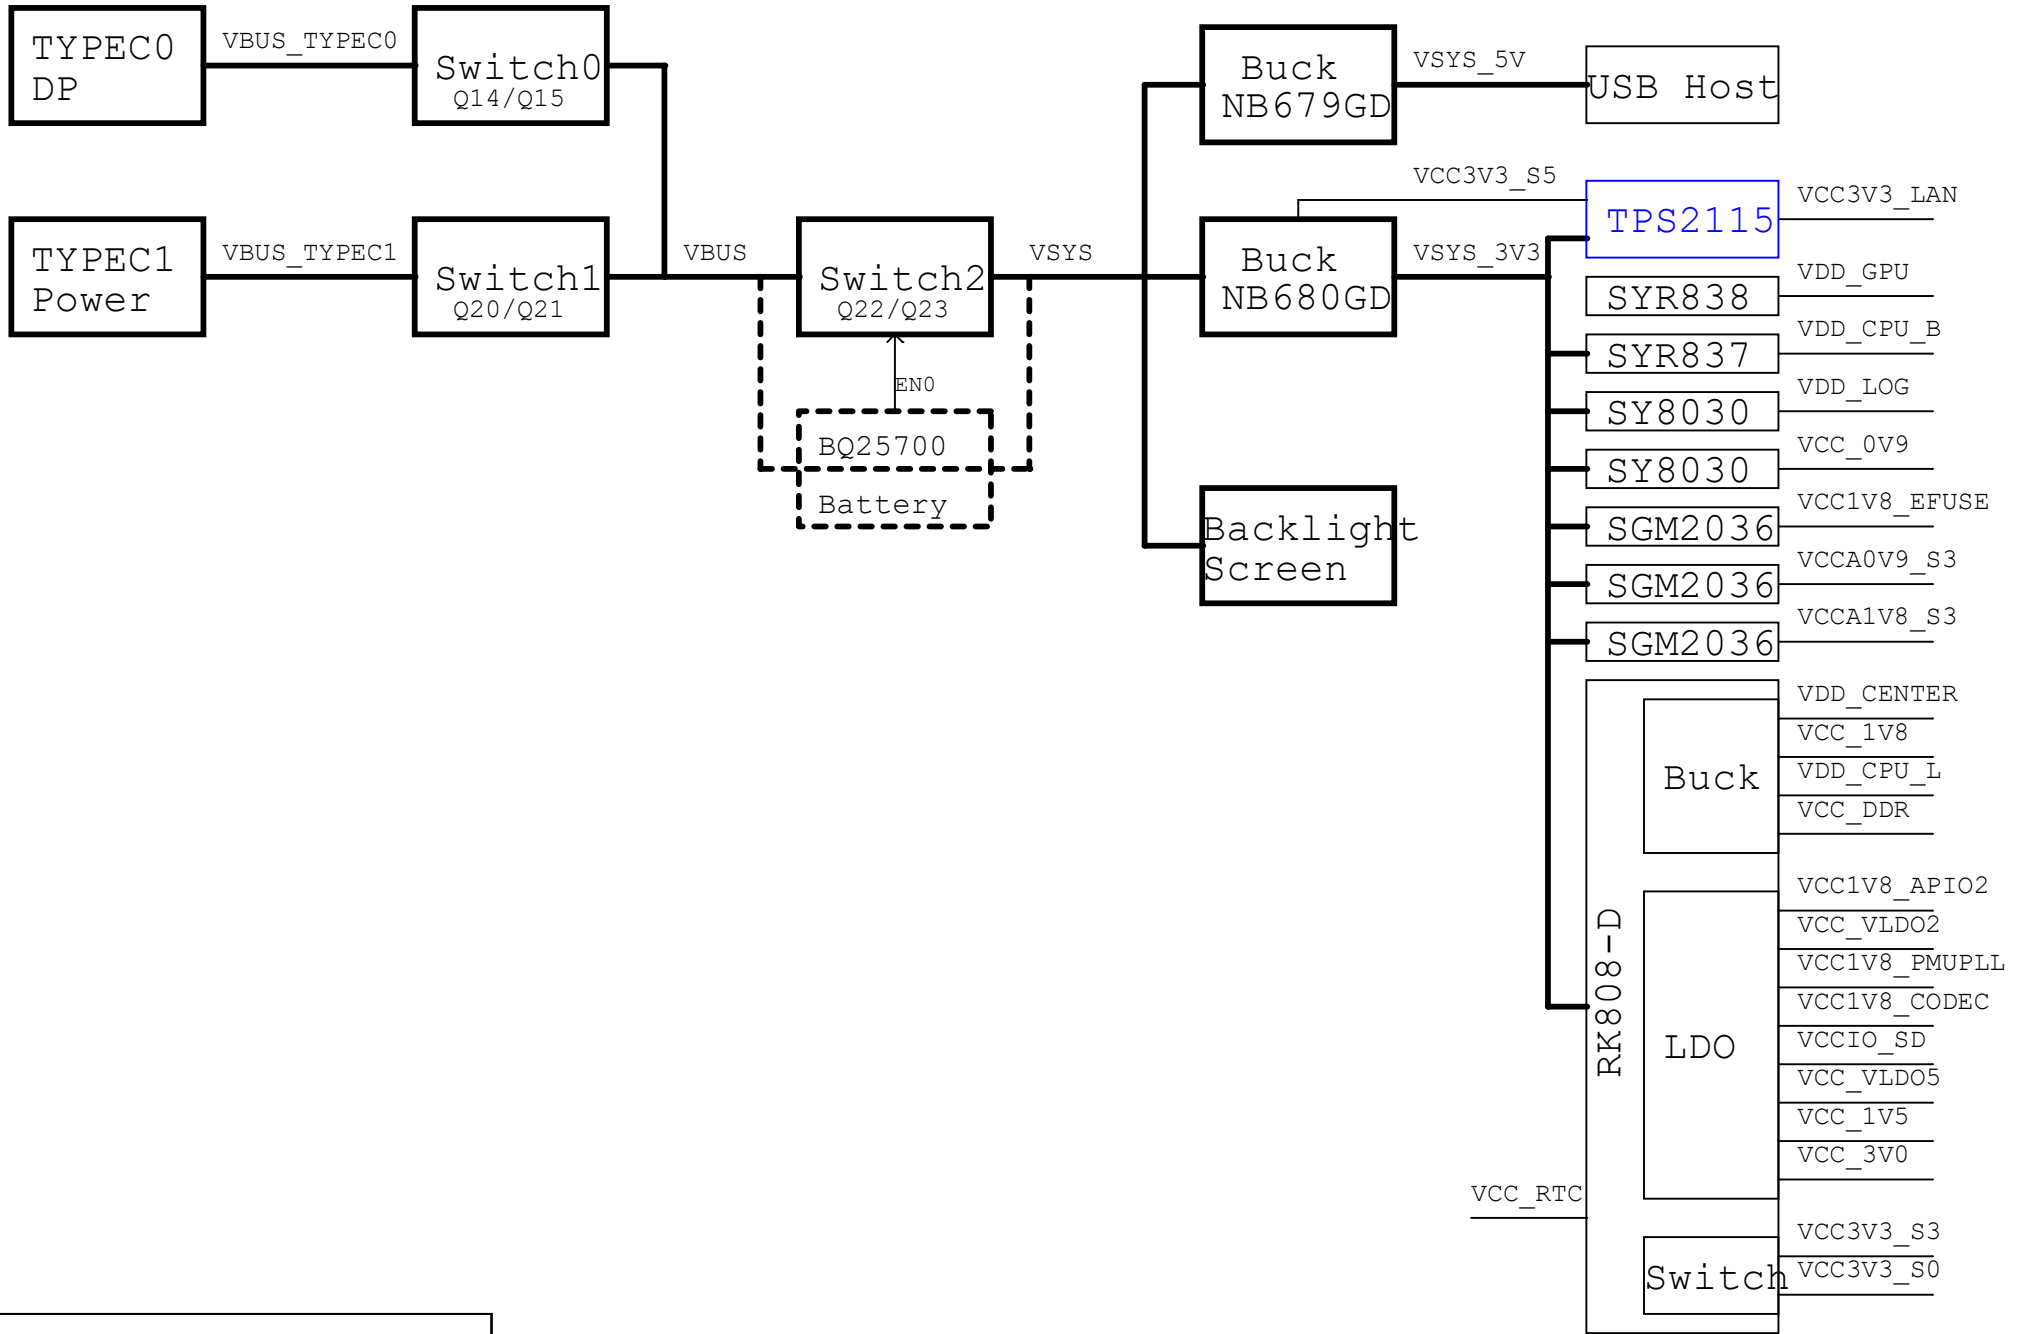 TYPEC0
DP
VBUS_TYPEC0
Switch0
Q14/Q15
TYPEC1
Power
VBUS_TYPEC1
Switch1
Q20/Q21
VBUS
Switch2
Q22/Q23
VSYS
EN0
BQ25700
Battery
Buck
NB679GD
VSYS_5V
USB Host
VCC3V3_S5
Buck
NB680GD
VSYS_3V3
Backlight
Screen
TPS2115
VCC3V3_LAN
SYR838
VDD_GPU
SYR837
VDD_CPU_B
SY8030
VDD_LOG
SY8030
VCC_0V9
SGM2036
VCC1V8_EFUSE
SGM2036
VCCA0V9_S3
SGM2036
VCCA1V8_S3
RK808-D
Buck
VDD_CENTER
VCC_1V8
VDD_CPU_L
VCC_DDR
LDO
VCC1V8_APIO2
VCC_VLDO2
VCC1V8_PMUPLL
VCC1V8_CODEC
VCCIO_SD
VCC_VLDO5
VCC_1V5
VCC_3V0
VCC_RTC
Switch
VCC3V3_S3
VCC3V3_S0